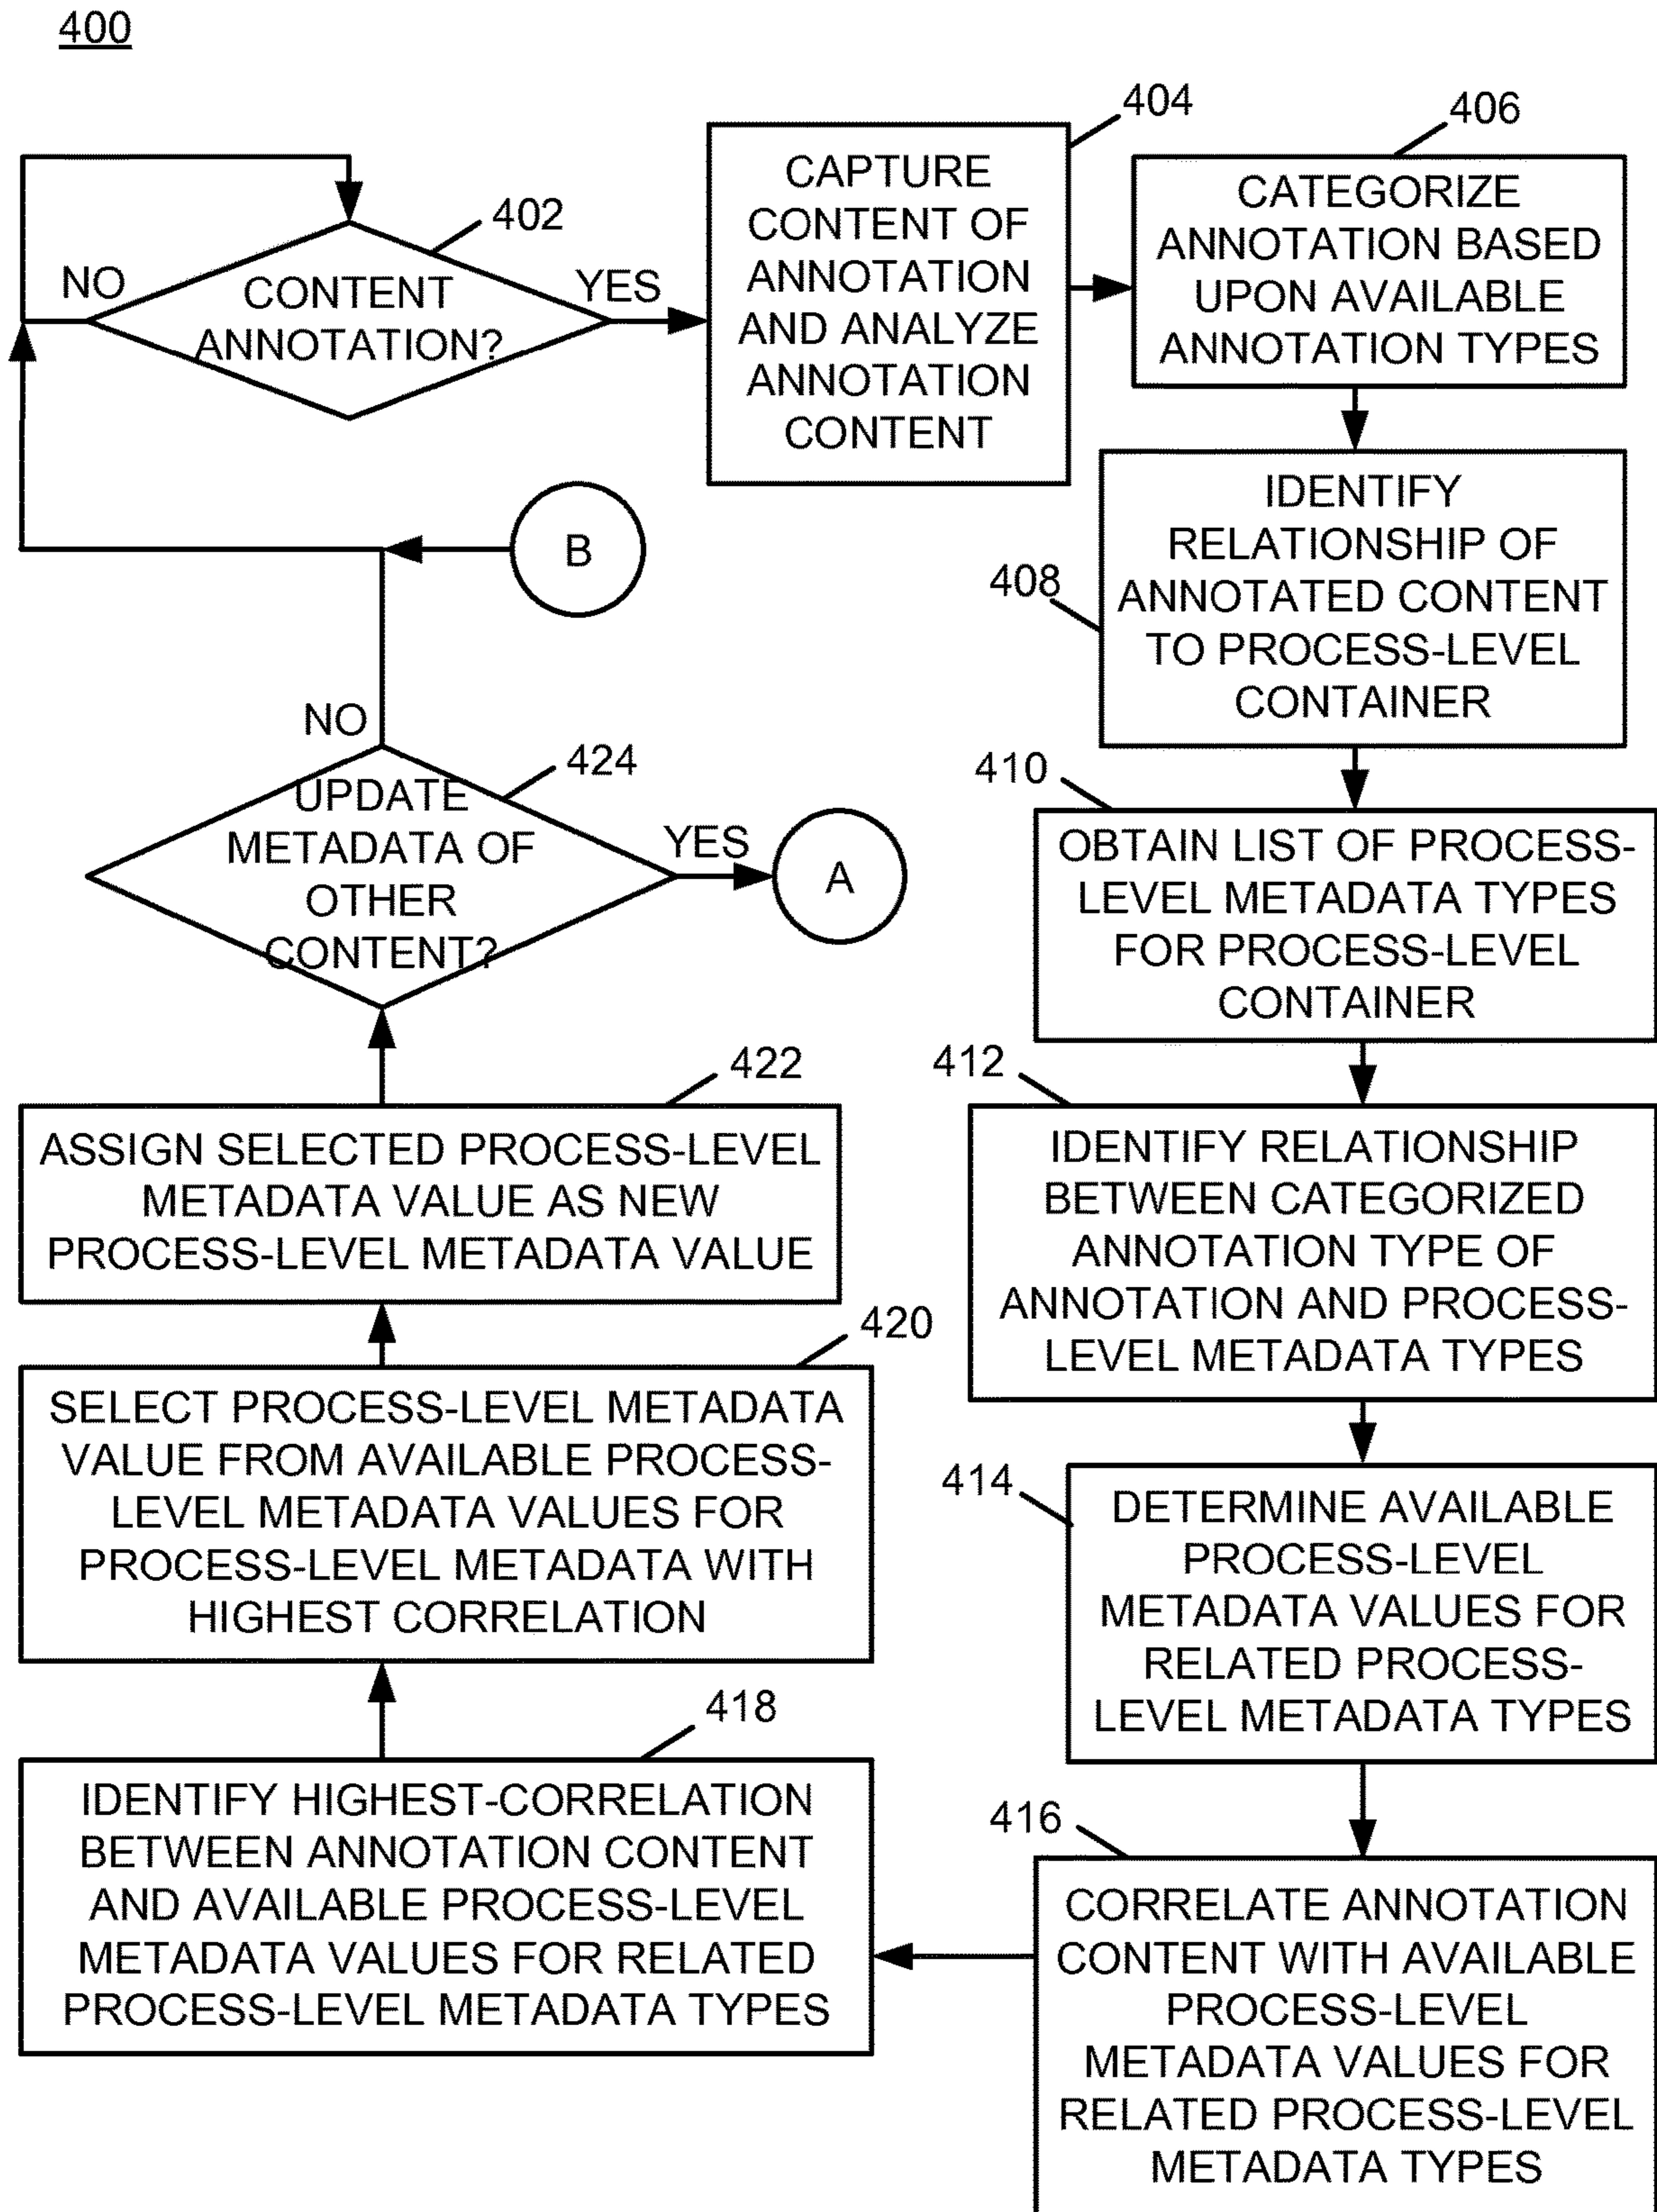 400
402
NO
CONTENT
ANNOTATION?
YES
404
CAPTURE
CONTENT OF
ANNOTATION
AND ANALYZE
ANNOTATION
CONTENT
406
CATEGORIZE
ANNOTATION BASED
UPON AVAILABLE
ANNOTATION TYPES
408
IDENTIFY
RELATIONSHIP OF
ANNOTATED CONTENT
TO PROCESS-LEVEL
CONTAINER
410
OBTAIN LIST OF PROCESS-
LEVEL METADATA TYPES
FOR PROCESS-LEVEL
CONTAINER
412
IDENTIFY RELATIONSHIP
BETWEEN CATEGORIZED
ANNOTATION TYPE OF
ANNOTATION AND PROCESS-
LEVEL METADATA TYPES
414
DETERMINE AVAILABLE
PROCESS-LEVEL
METADATA VALUES FOR
RELATED PROCESS-
LEVEL METADATA TYPES
416
CORRELATE ANNOTATION
CONTENT WITH AVAILABLE
PROCESS-LEVEL
METADATA VALUES FOR
RELATED PROCESS-LEVEL
METADATA TYPES
418
IDENTIFY HIGHEST-CORRELATION
BETWEEN ANNOTATION CONTENT
AND AVAILABLE PROCESS-LEVEL
METADATA VALUES FOR RELATED
PROCESS-LEVEL METADATA TYPES
420
SELECT PROCESS-LEVEL METADATA
VALUE FROM AVAILABLE PROCESS-
LEVEL METADATA VALUES FOR
PROCESS-LEVEL METADATA WITH
HIGHEST CORRELATION
422
ASSIGN SELECTED PROCESS-LEVEL
METADATA VALUE AS NEW
PROCESS-LEVEL METADATA VALUE
424
NO
UPDATE
METADATA OF
OTHER
CONTENT?
YES
A
B